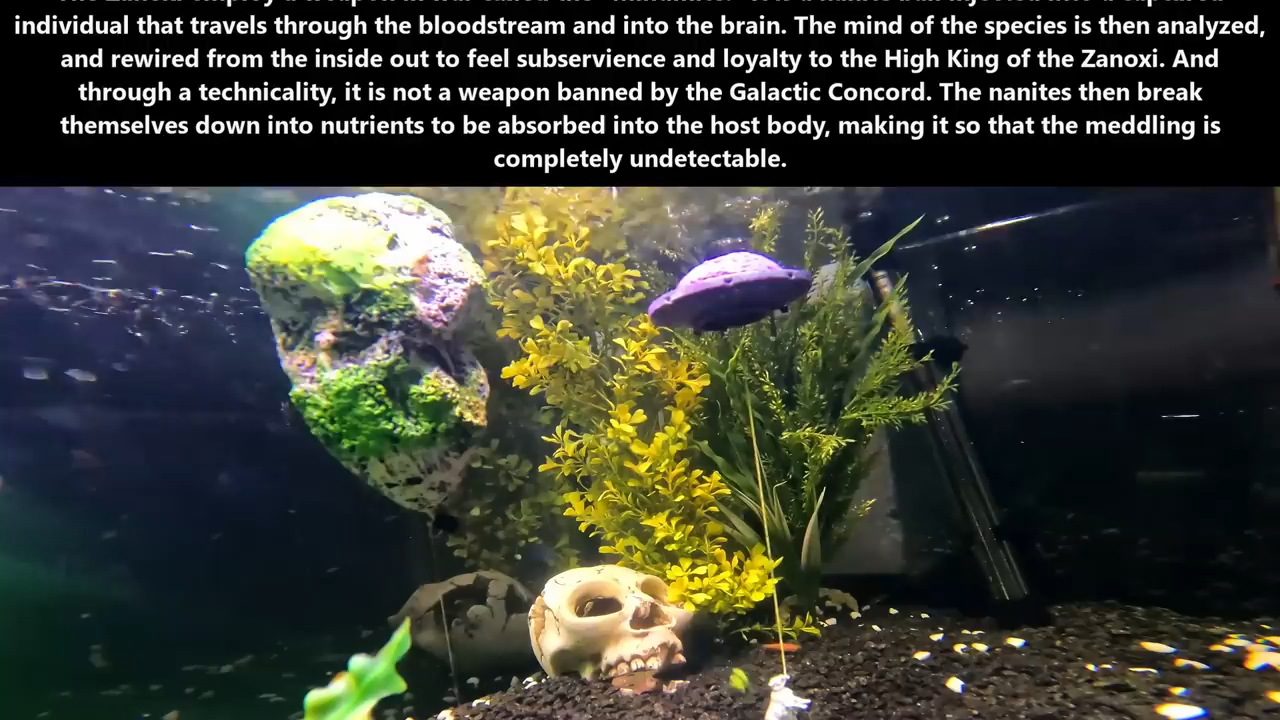 individual that travels through the bloodstream and into the brain. The mind of the species is then analyzed,
and rewired from the inside out to feel subservience and loyalty to the High King of the Zanoxi. And
through a technicality, it is not a weapon banned by the Galactic Concord. The nanites then break
themselves down into nutrients to be absorbed into the host body, making it so that the meddling is
completely undetectable.